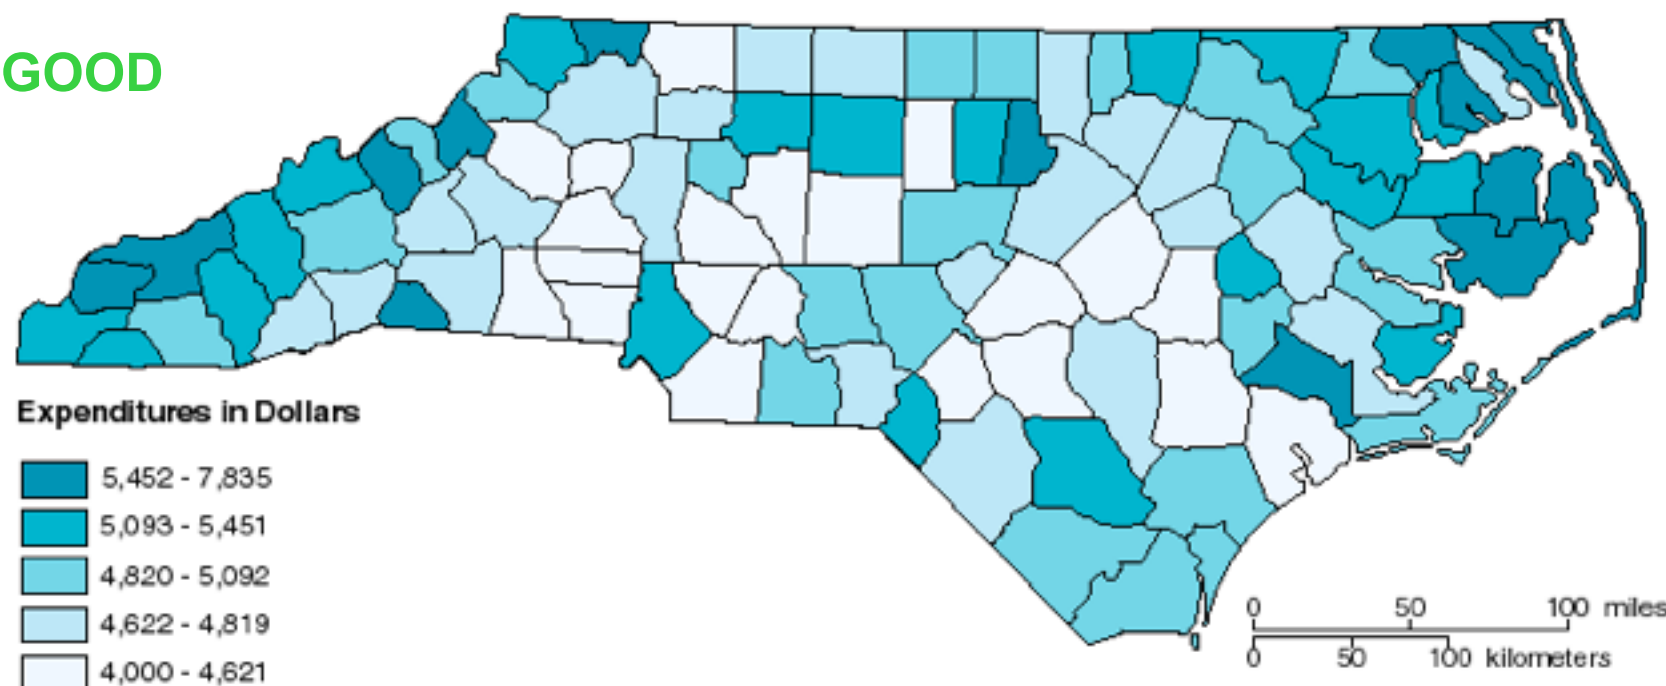 GOOD
Expenditures in Dollars
5,452 - 7,835
5,093 - 5,451
4,820 - 5,092
4,622 - 4,819
4,000 - 4,621
0 50 100 miles
0 50 100 kilometers